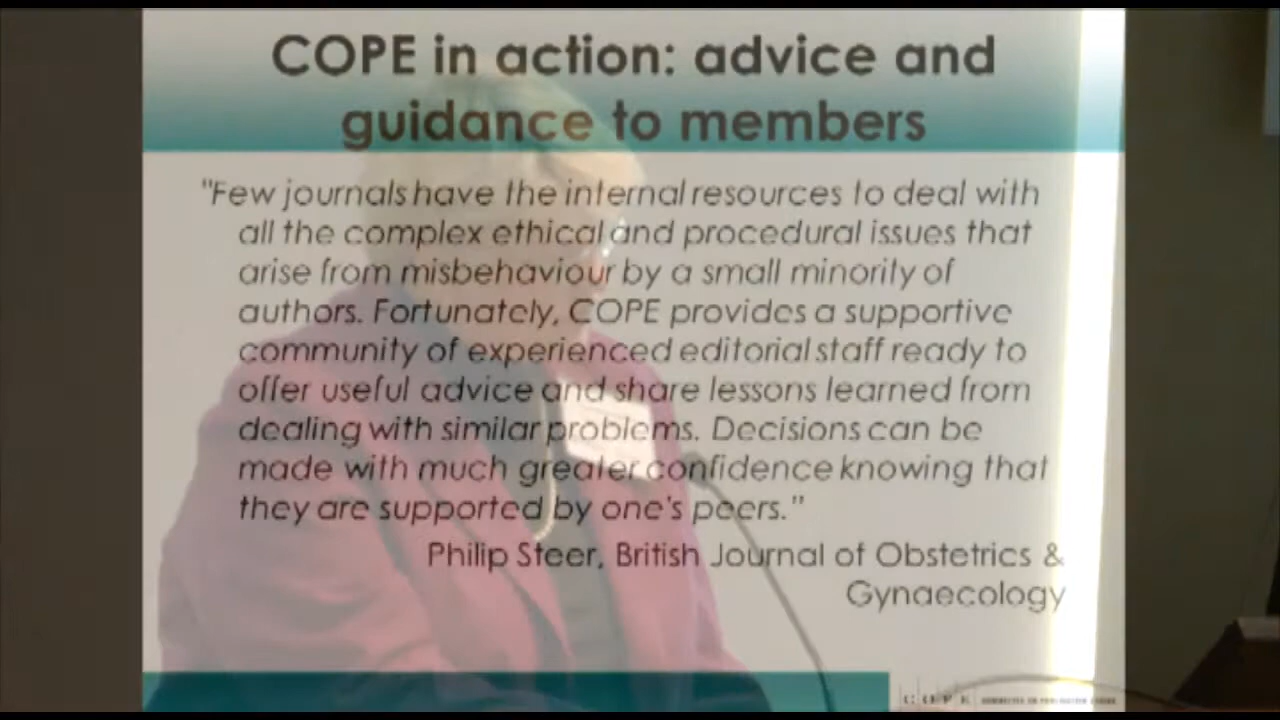 COPE in action: advice and
guidance to members
"Few journals have the internal resources to deal with
all the complex ethical and procedural issues that
arise from misbehaviour by a small minority of
authors. Fortunately, COPE provides a supportive
community of experienced editorial staff ready to
offer useful advice and share lessons learned from
dealing with similar problems. Decisions can be
made with much greater confidence knowing that
they are supported by one's peers."
Philip Steer, British Journal of Obstetrics &
Gynaecology
C O P E